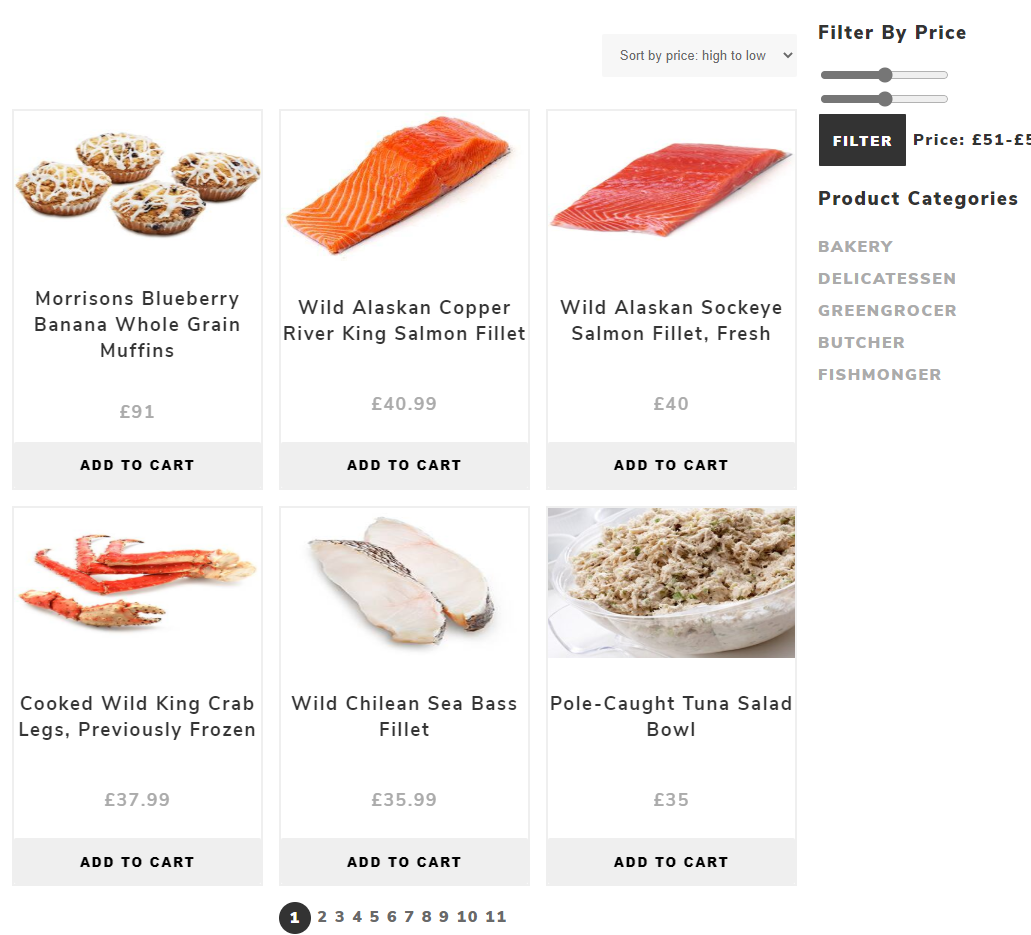 Sort by price: high to low
Morrisons Blueberry
Banana Whole Grain
Muffins
£91
ADD TO CART
Wild Alaskan Copper
River King Salmon Fillet
£40.99
ADD TO CART
Wild Alaskan Sockeye
Salmon Fillet, Fresh
£40
ADD TO CART
Cooked Wild King Crab
Legs, Previously Frozen
£37.99
ADD TO CART
Wild Chilean Sea Bass
Fillet
£35.99
ADD TO CART
Pole-Caught Tuna Salad
Bowl
£35
ADD TO CART
1 2 3 4 5 6 7 8 9 10 11
Filter By Price
FILTER Price: £51-£5
Product Categories
BAKERY
DELICATESSEN
GREENGROCER
BUTCHER
FISHMONGER